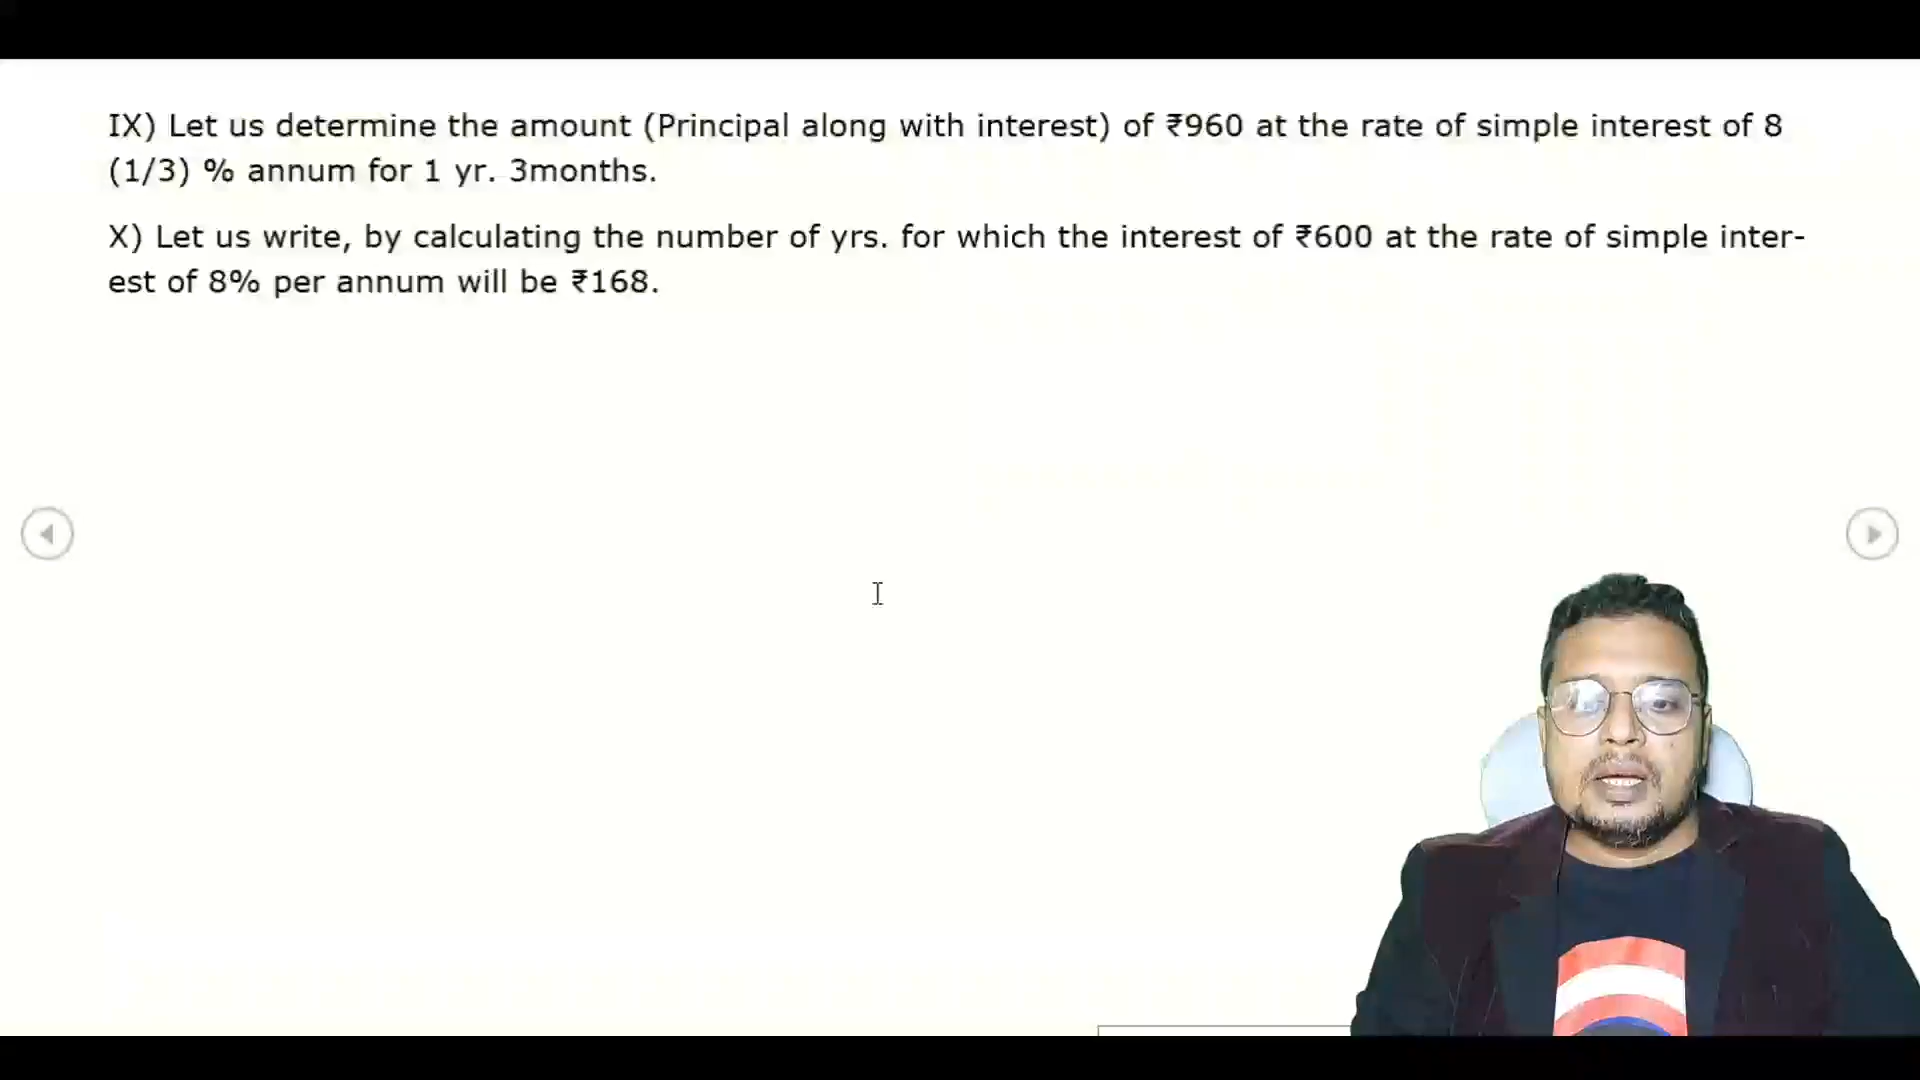 IX) Let us determine the amount (Principal along with interest) of ₹960 at the rate of simple interest of 8
(1/3) % annum for 1 yr. 3months.
X) Let us write, by calculating the number of yrs. for which the interest of ₹600 at the rate of simple inter-
est of 8% per annum will be ₹168.